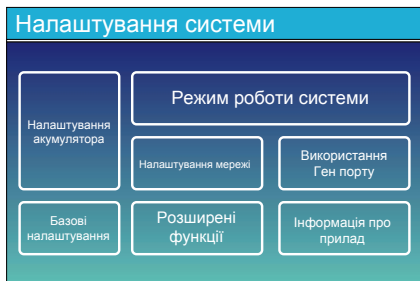 Налаштування системи
Налаштування
акумулятора
Режим роботи системи
Налаштування мережі
Використання
Ген порту
Базові
налаштування
Розширені
функції
Інформація про
прилад